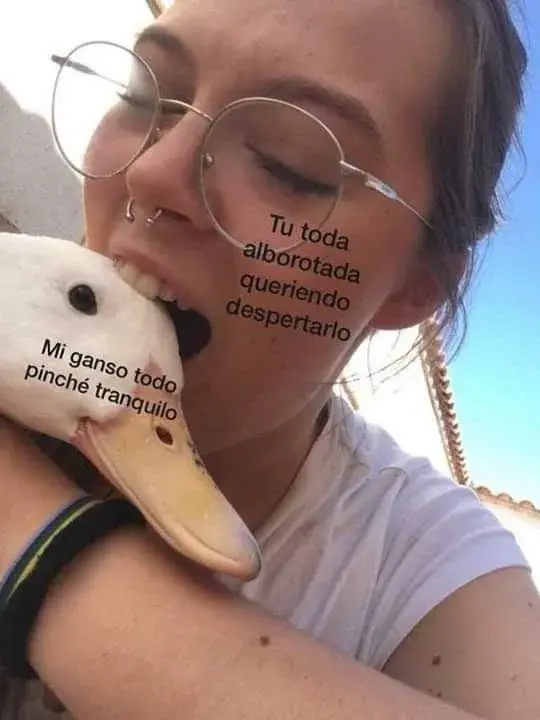 Tu toda
alborotada
queriendo
despertarlo
Mi ganso todo
pinché tranquilo